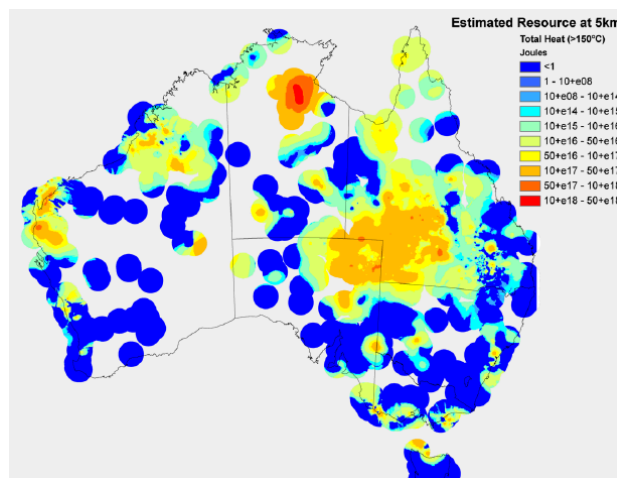 Estimated Resource at 5km
Total Heat (>150°C)
Joules
<1
1 - 10+e08
10+e08 - 10+e14
10+e14 - 10+e15
10+e15 - 10+e16
10+e16 - 50+e16
50+e16 - 10+e17
10+e17 - 50+e17
50+e17 - 10+e18
10+e18 - 50+e18